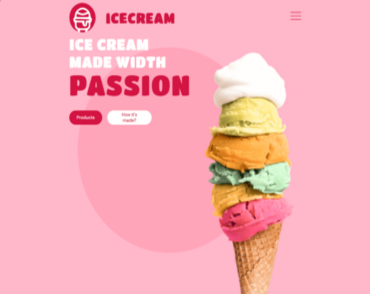 ICECREAM
ICE CREAM
MADE WIDTH
PASSION
Products
How it's
made?